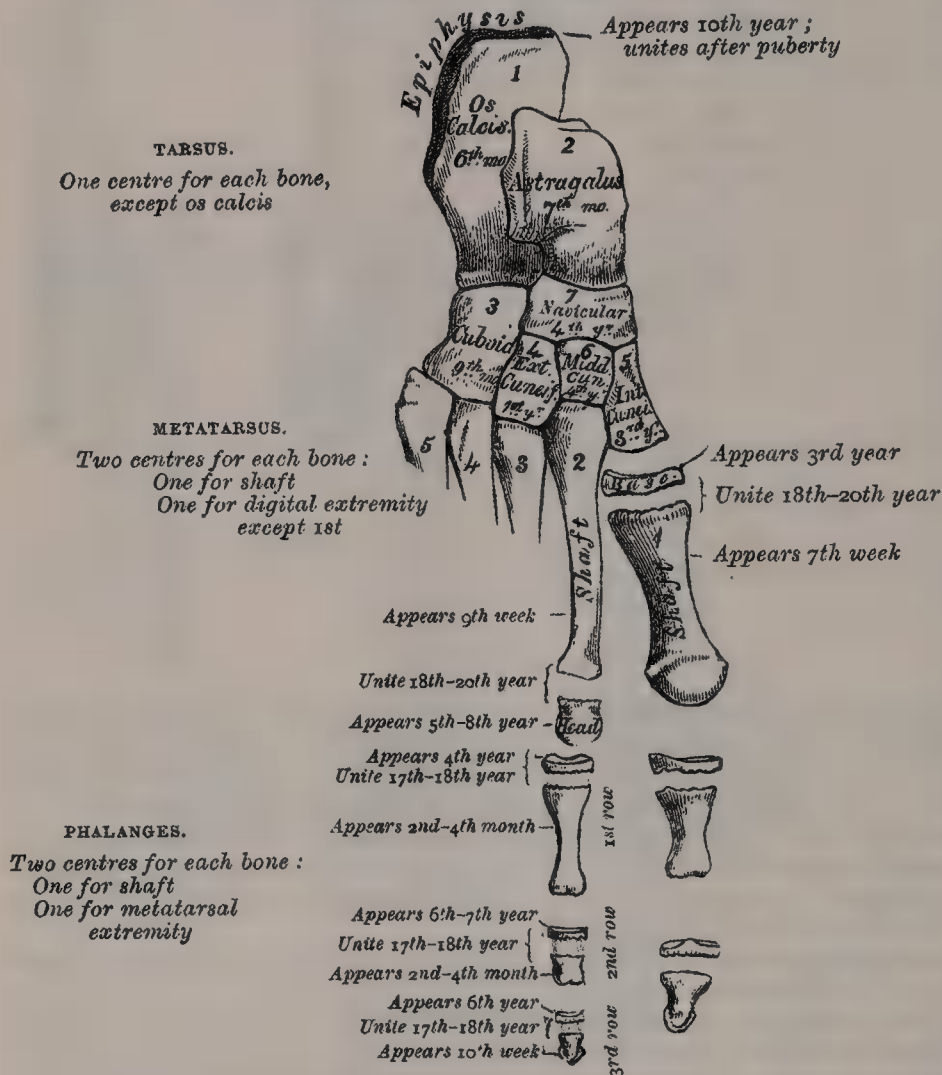 Epiphysis
Appears 10th year ;
unites after puberty
1
Os
Calcis.
6th mo
2
Astragalus
7th mo.
TARSUS.
One centre for each bone,
except os calcis
3
Cuboid
9th mo
7
Navicular
4th yr
4
Ext.
Cuneif.
1st yr
6
Midd.
Cun.
4th yr
5
Int.
Cunei.
3rd y.
METATARSUS.
Two centres for each bone :
One for shaft
One for digital extremity
except 1st
5
4
3
2
Shaft
Base
Appears 3rd year
Unite 18th–20th year
1
Shaft
Appears 7th week
Appears 9th week
Unite 18th–20th year
Appears 5th–8th year
Head
Appears 4th year
Unite 17th–18th year
PHALANGES.
Two centres for each bone :
One for shaft
One for metatarsal
extremity
Appears 2nd–4th month
1st row
Appears 6th–7th year
Unite 17th–18th year
Appears 2nd–4th month
2nd row
Appears 6th year
Unite 17th–18th year
Appears 10th week
3rd row